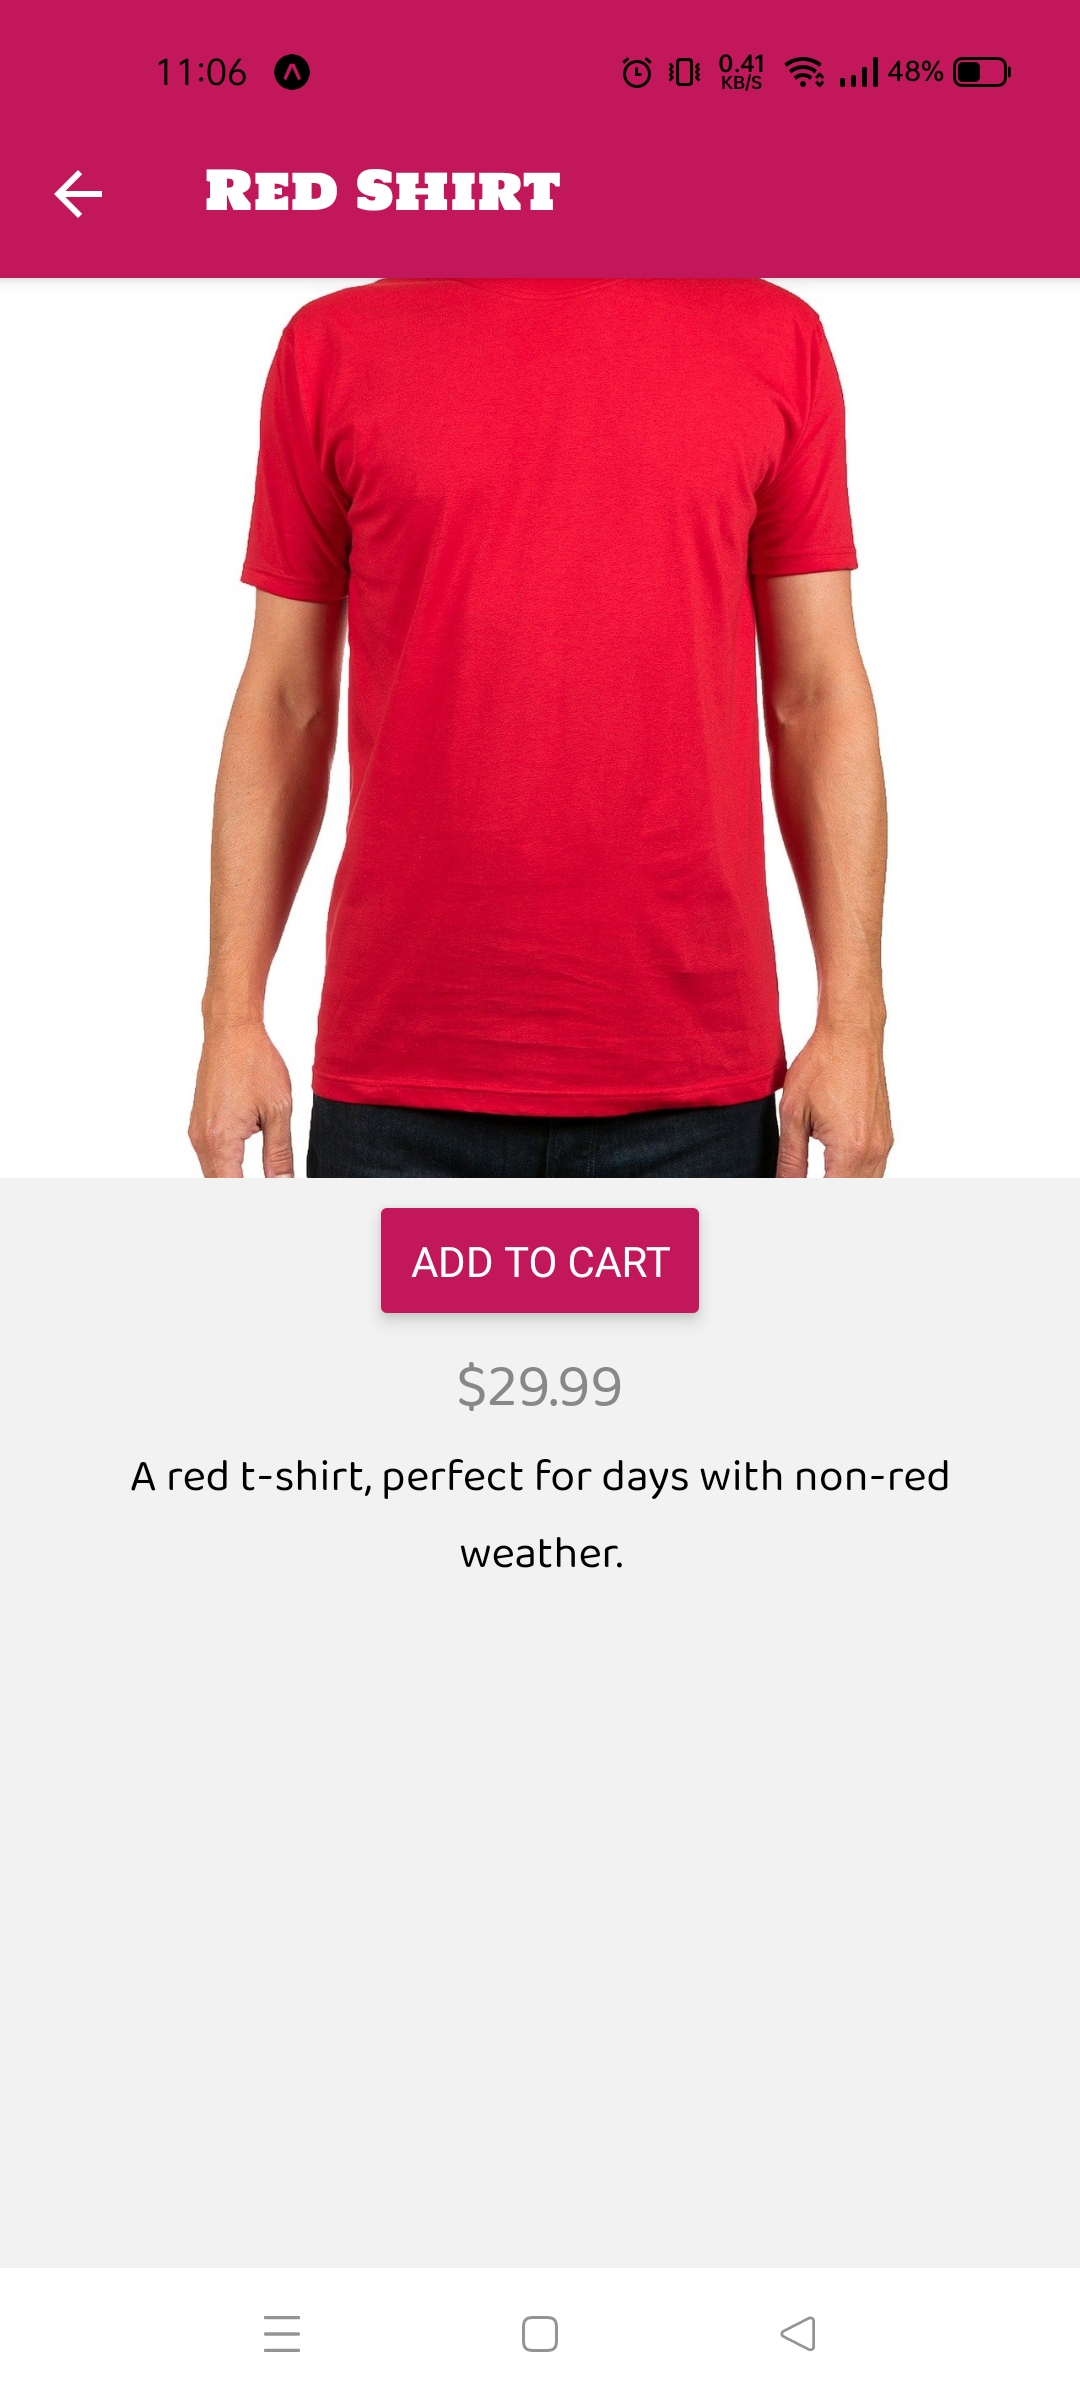 11:06
0.41
KB/S
48%
Red Shirt
ADD TO CART
$29.99
A red t-shirt, perfect for days with non-red
weather.